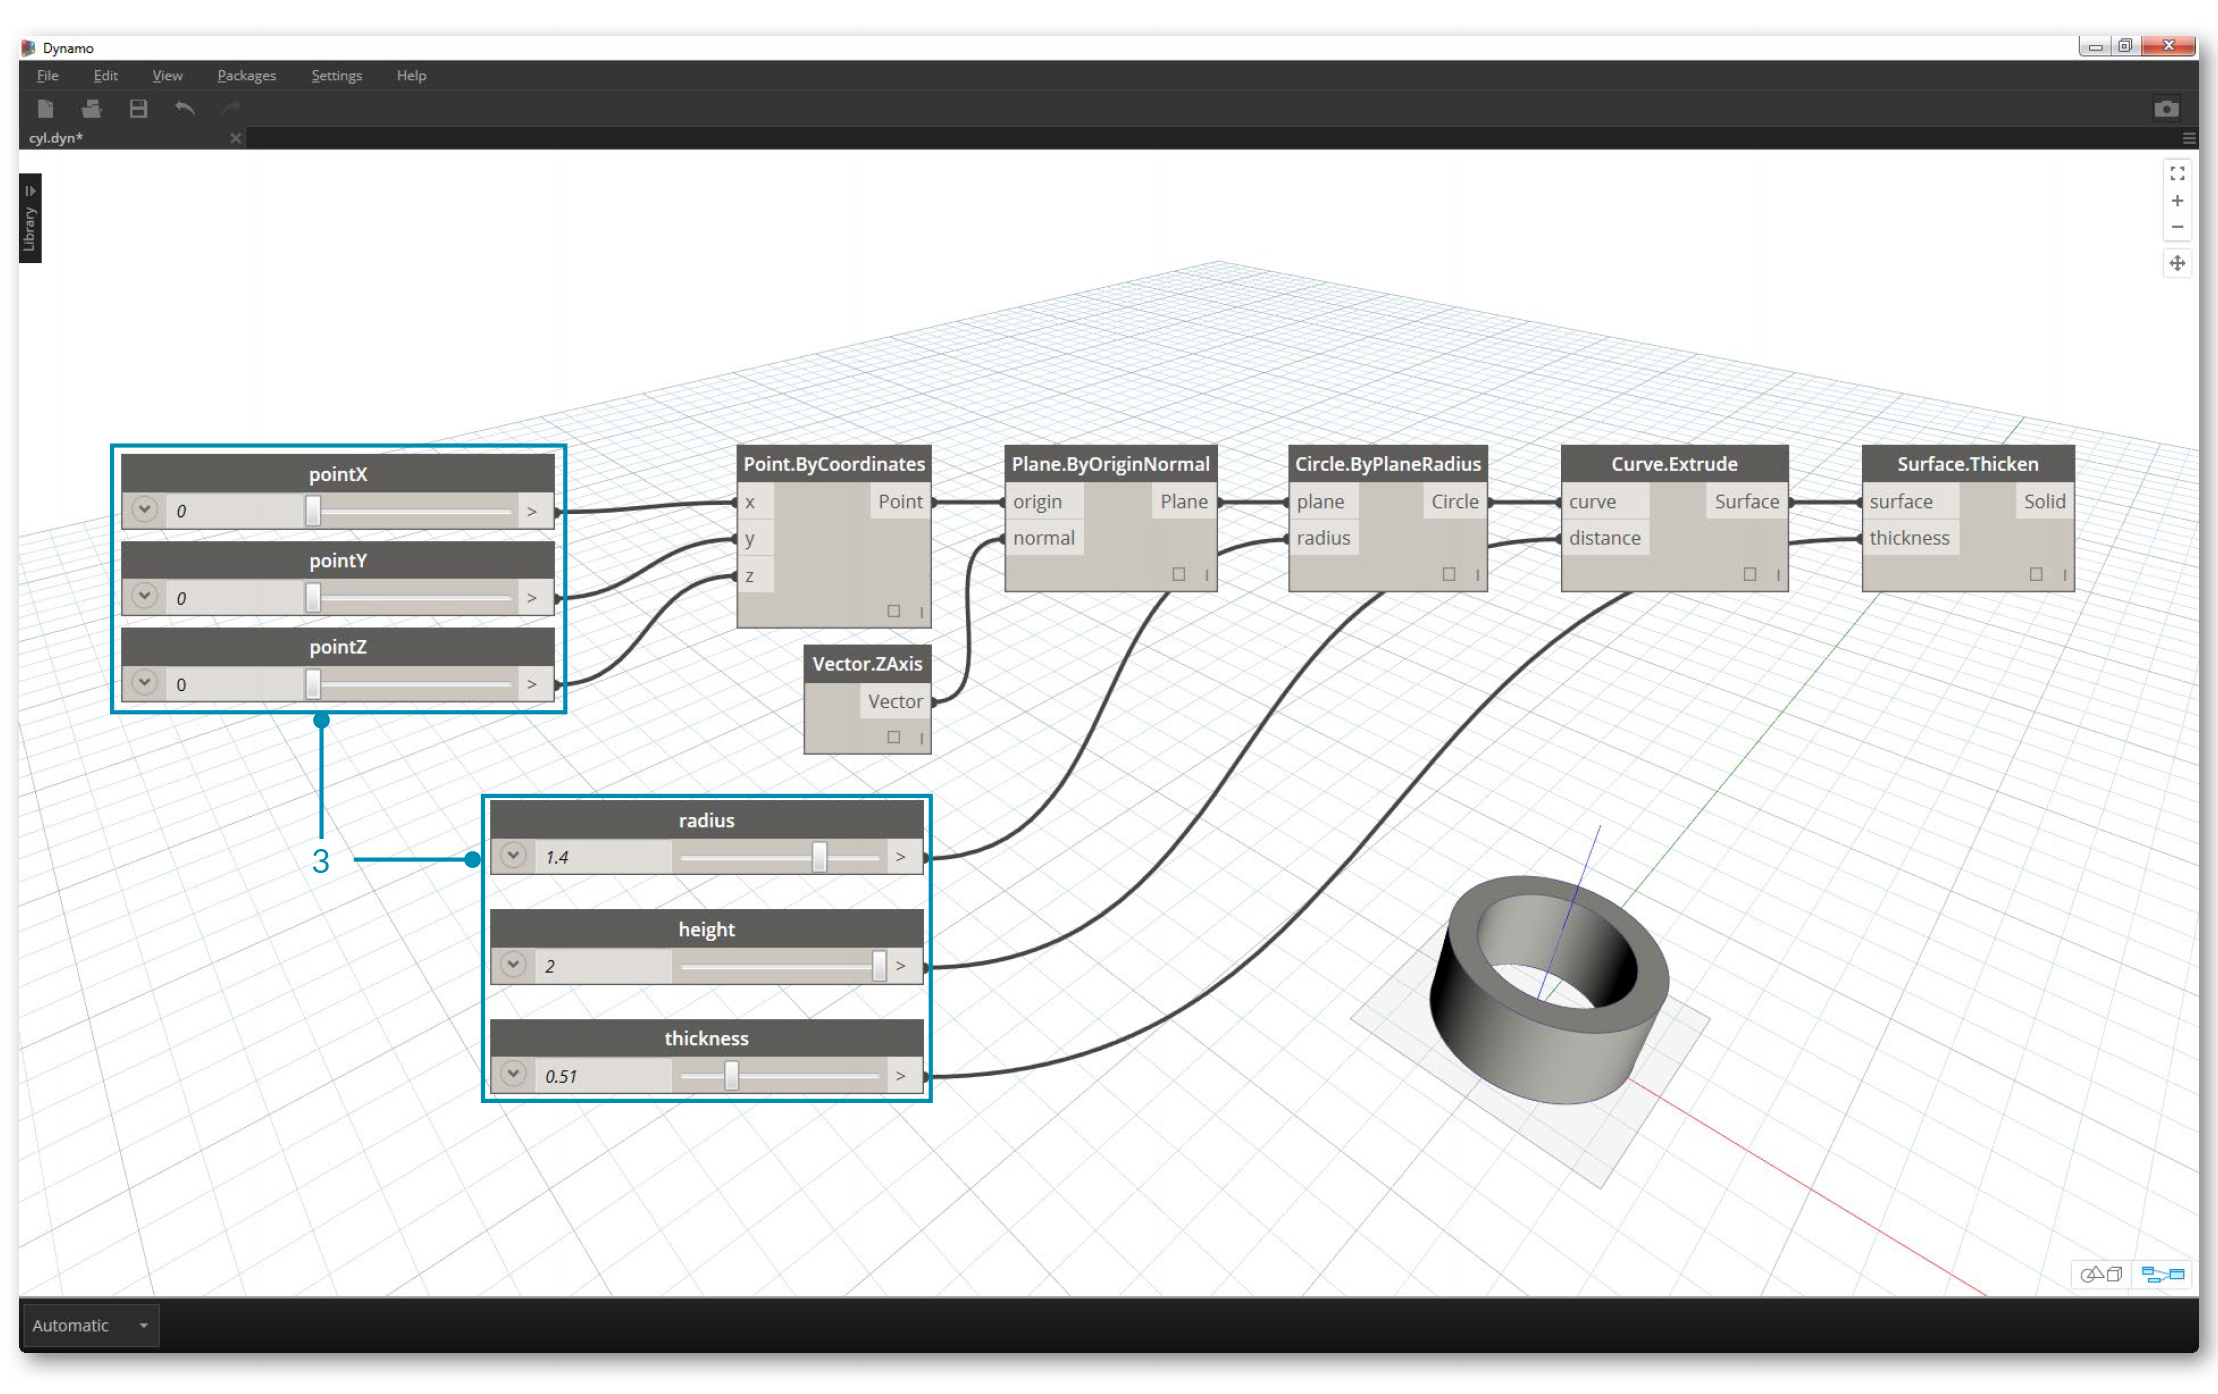 Dynamo
File Edit View Packages Settings Help
cyl.dyn*
Library
pointX
0 >
pointY
0 >
pointZ
0 >
Point.ByCoordinates
x Point
y
z
Vector.ZAxis
Vector
Plane.ByOriginNormal
origin Plane
normal
Circle.ByPlaneRadius
plane Circle
radius
Curve.Extrude
curve Surface
distance
Surface.Thicken
surface Solid
thickness
3
radius
1.4 >
height
2 >
thickness
0.51 >
Automatic